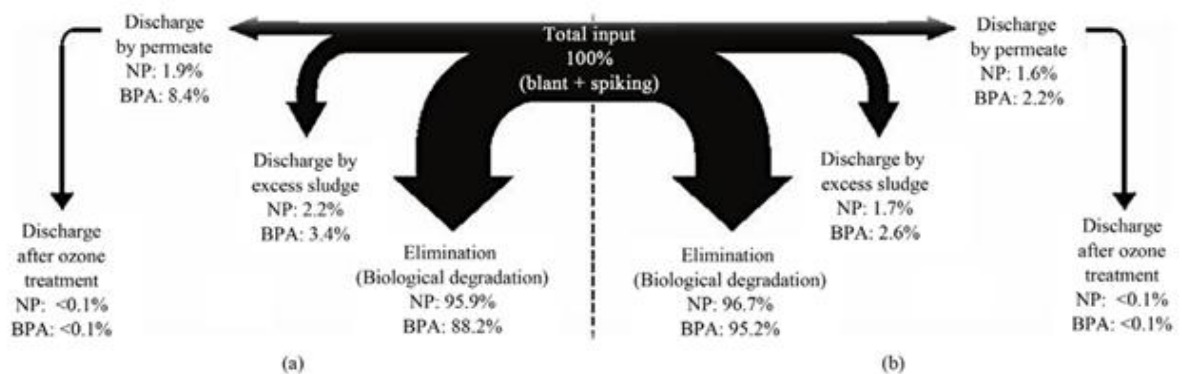 Total input
100%
(blant + spiking)
Discharge
by permeate
NP: 1.9%
BPA: 8.4%
Discharge by
excess sludge
NP: 2.2%
BPA: 3.4%
Discharge
after ozone
treatment
NP: <0.1%
BPA: <0.1%
Elimination
(Biological degradation)
NP: 95.9%
BPA: 88.2%
(a)
Discharge
by permeate
NP: 1.6%
BPA: 2.2%
Discharge by
excess sludge
NP: 1.7%
BPA: 2.6%
Elimination
(Biological degradation)
NP: 96.7%
BPA: 95.2%
Discharge
after ozone
treatment
NP: <0.1%
BPA: <0.1%
(b)